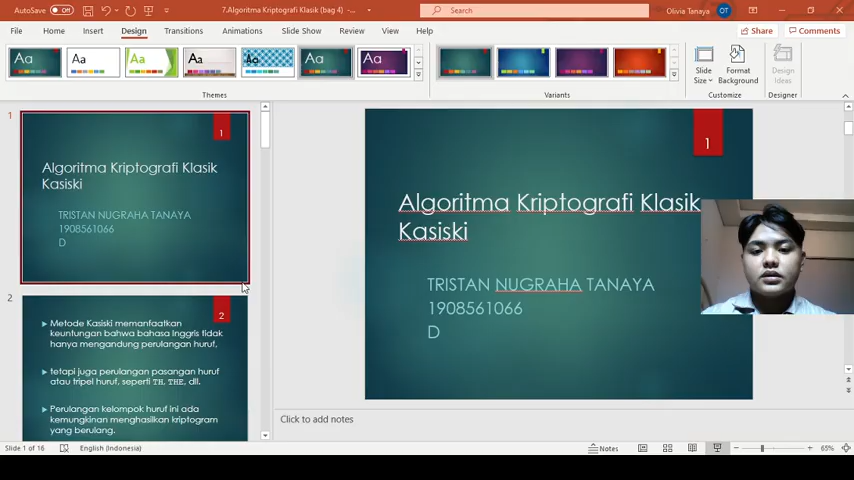 AutoSave Off
7.Algoritma Kriptografi Klasik (bag 4) -...
Search
Olivia Tanaya OT
File Home Insert Design Transitions Animations Slide Show Review View Help
Share Comments
Aa Aa Aa Aa Aa Aa Aa
Slide Size
Format Background
Design Ideas
Themes Variants Customize Designer
1
1
Algoritma Kriptografi Klasik
Kasiski
TRISTAN NUGRAHA TANAYA
1908561066
D
2
2
Metode Kasiski memanfaatkan
keuntungan bahwa bahasa Inggris tidak
hanya mengandung perulangan huruf,
tetapi juga perulangan pasangan huruf
atau tripel huruf, seperti TH, THE, dll.
Perulangan kelompok huruf ini ada
kemungkinan menghasilkan kriptogram
yang berulang.
1
Algoritma Kriptografi Klasik
Kasiski
TRISTAN NUGRAHA TANAYA
1908561066
D
Click to add notes
Slide 1 of 16 English (Indonesia) Notes 65%